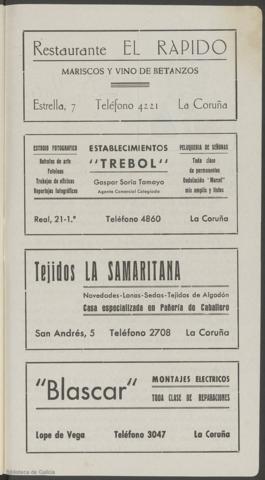 Restaurante EL RAPIDO
MARISCOS Y VINO DE BETANZOS
Estrella, 7 Teléfono 4221 La Coruña
ESTUDIO FOTOGRAFICO
Retratos de arte
Fotoleos
Trabajos de oficinas
Reportajes fotográficos
ESTABLECIMIENTOS
"TREBOL"
Gaspar Soria Tamayo
Agente Comercial Colegiado
PELUQUERIA DE SEÑORAS
Toda clase
de permanentes
Ondulación "Marcel"
mis amplis y tintes
Real, 21-1.º Teléfono 4860 La Coruña
Tejidos LA SAMARITANA
Novedades-Lanas-Sedas-Tejidos de Algodón
Casa especializada en Pañería de Caballero
San Andrés, 5 Teléfono 2708 La Coruña
"Blascar"
MONTAJES ELECTRICOS
TODA CLASE DE REPARACIONES
Lope de Vega Teléfono 3047 La Coruña
Biblioteca de Galicia